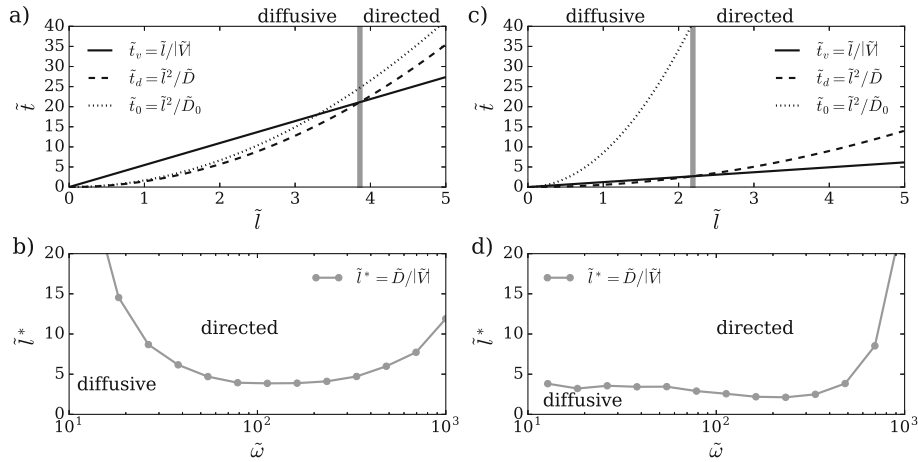 a)
diffusive directed
t̃
40
35
30
25
20
15
10
5
0
t̃_v = l̃/|Ṽ|
t̃_d = l̃²/D̃
t̃_0 = l̃²/D̃_0
0 1 2 3 4 5
l̃
c)
diffusive directed
t̃
40
35
30
25
20
15
10
5
0
t̃_v = l̃/|Ṽ|
t̃_d = l̃²/D̃
t̃_0 = l̃²/D̃_0
0 1 2 3 4 5
l̃
b)
l̃*
20
15
10
5
0
l̃* = D̃/|Ṽ|
directed
diffusive
10¹ 10² 10³
ω̃
d)
l̃*
20
15
10
5
0
l̃* = D̃/|Ṽ|
directed
diffusive
10¹ 10² 10³
ω̃